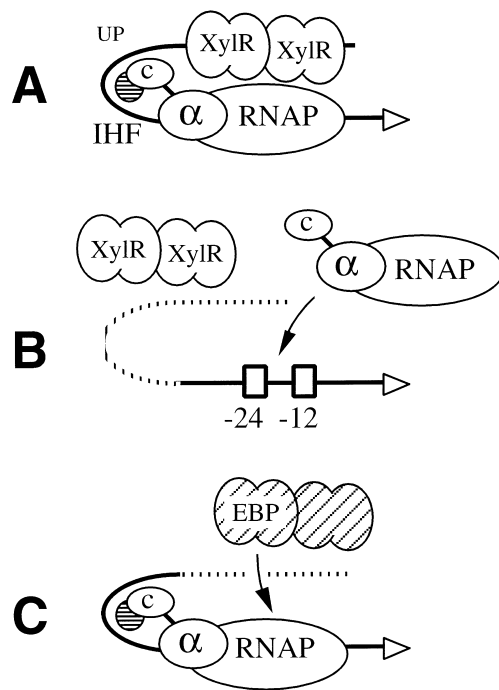 UP
XylR XylR
A
c
IHF
α RNAP
c
XylR XylR
α RNAP
B
-24 -12
EBP
C
c
α RNAP